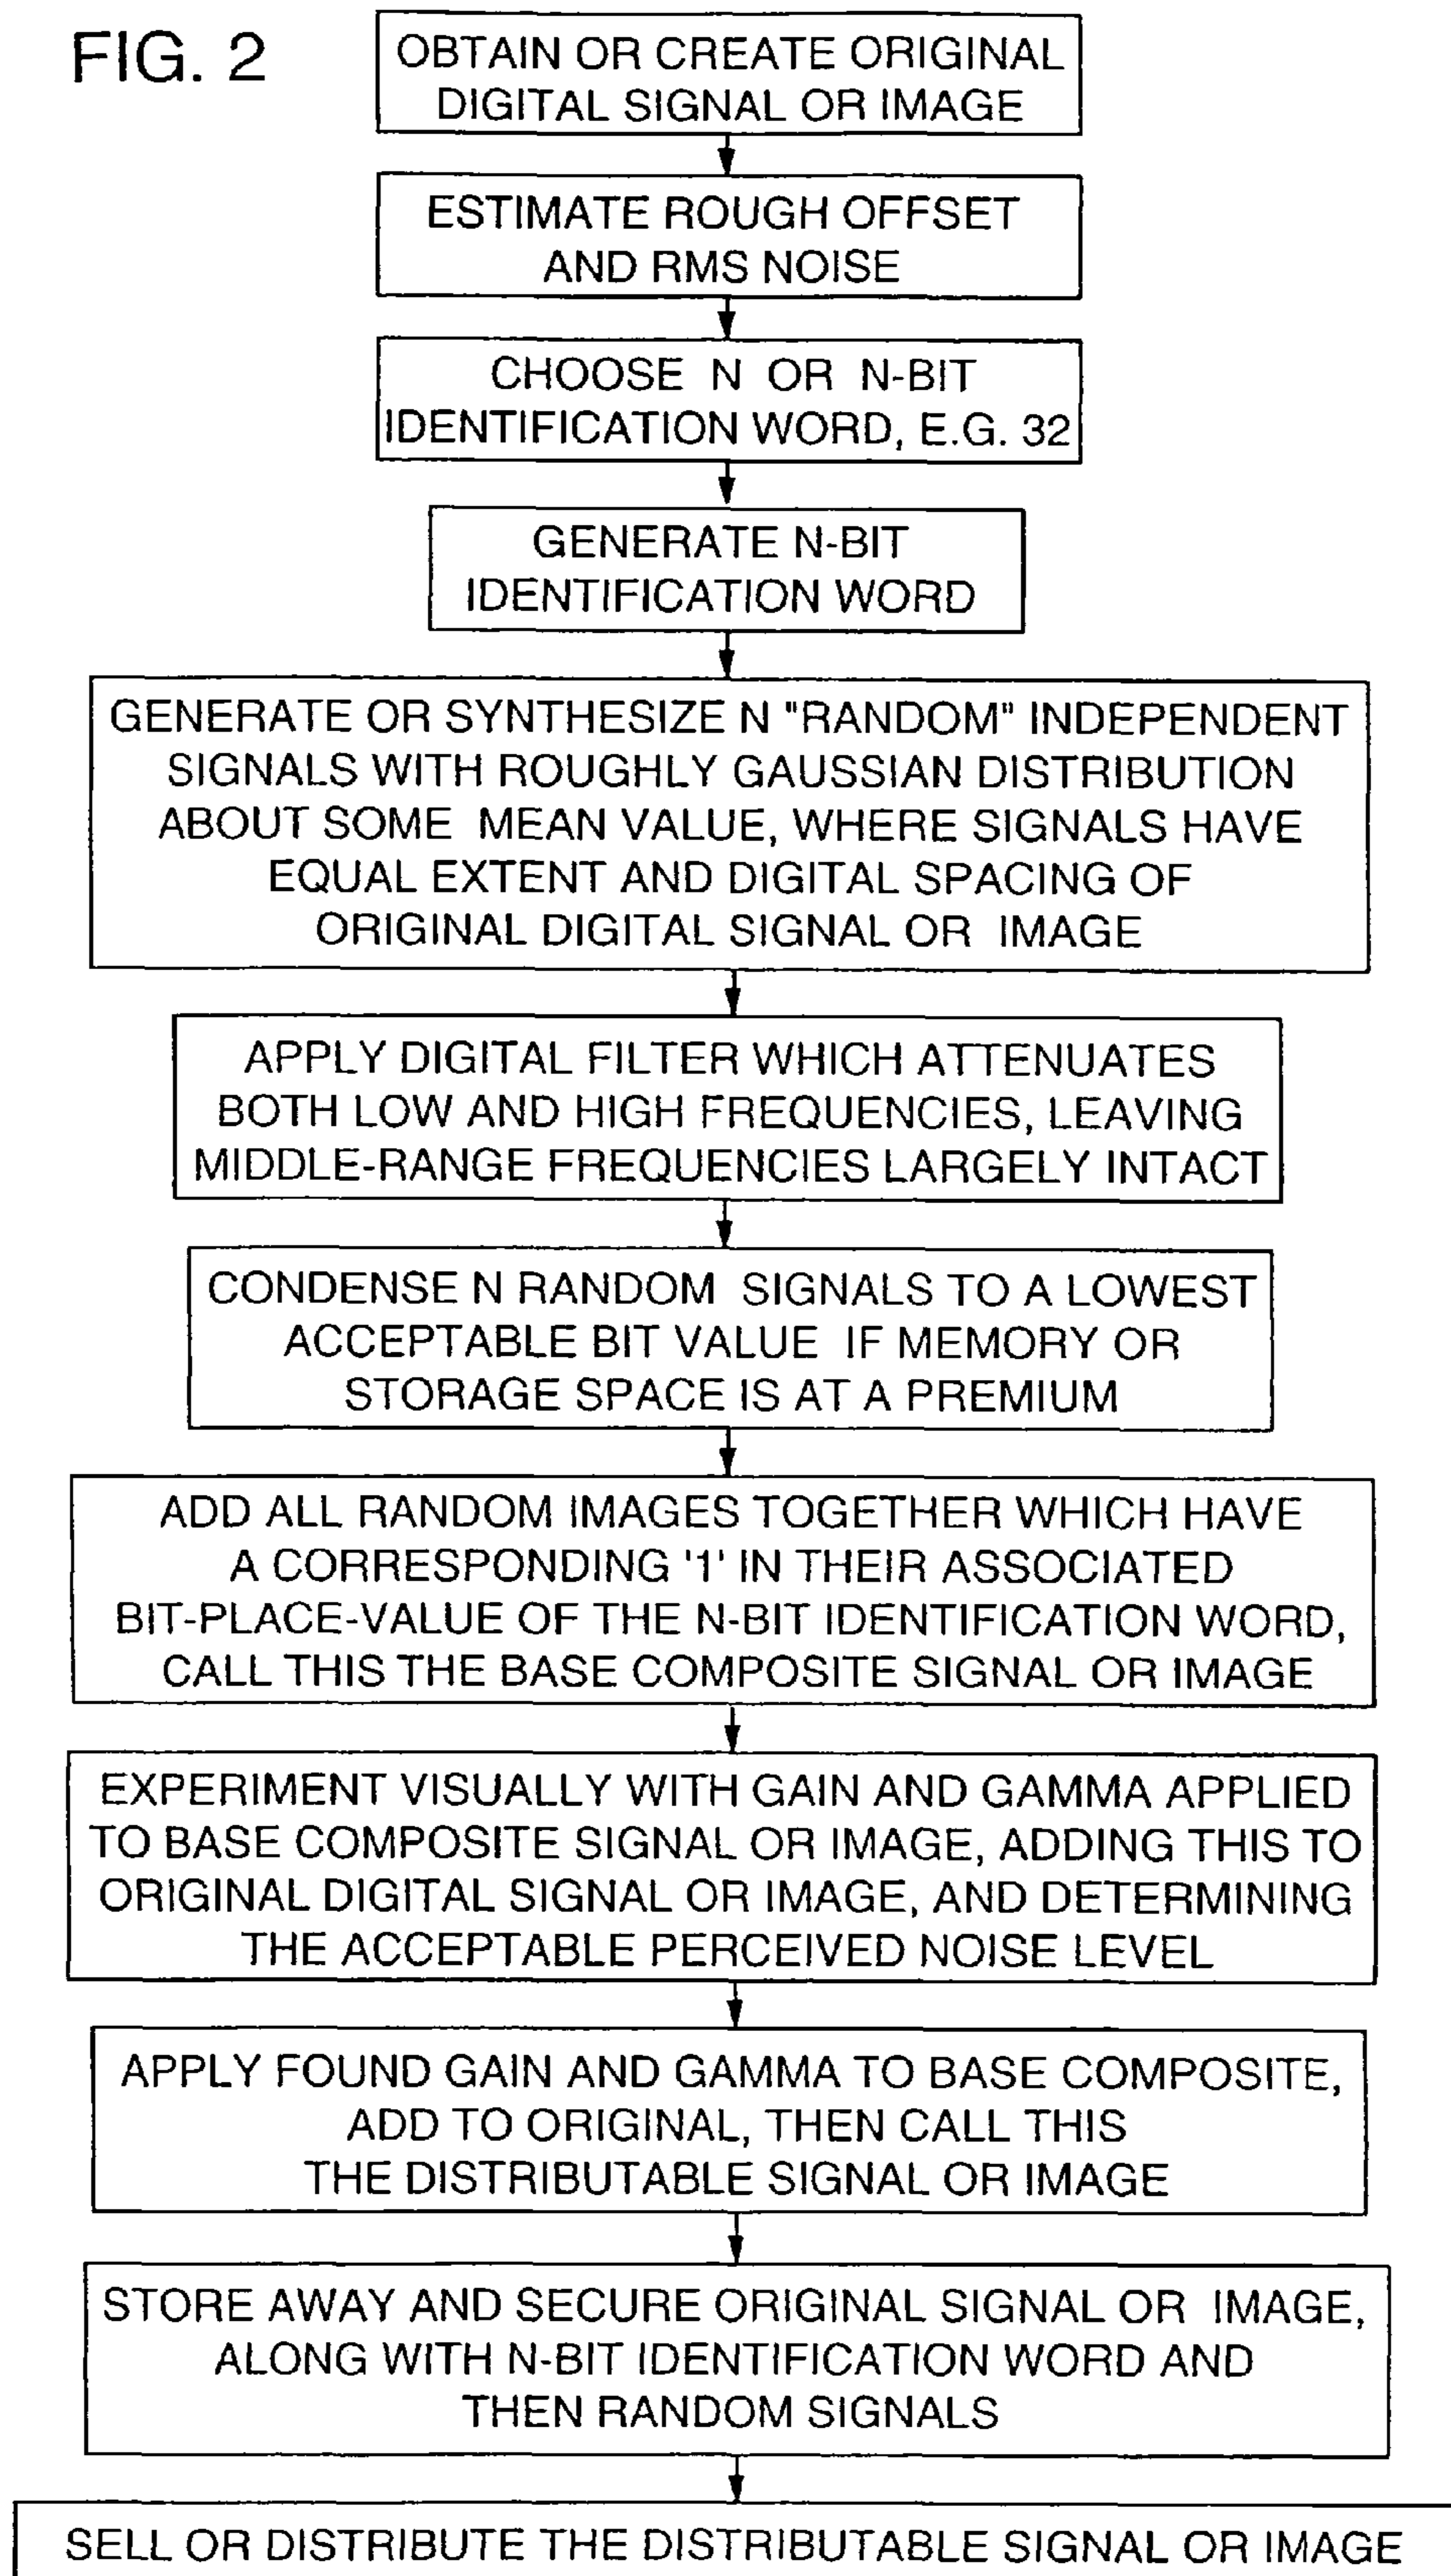 FIG. 2
OBTAIN OR CREATE ORIGINAL
DIGITAL SIGNAL OR IMAGE
ESTIMATE ROUGH OFFSET
AND RMS NOISE
CHOOSE N OR N-BIT
IDENTIFICATION WORD, E.G. 32
GENERATE N-BIT
IDENTIFICATION WORD
GENERATE OR SYNTHESIZE N "RANDOM" INDEPENDENT
SIGNALS WITH ROUGHLY GAUSSIAN DISTRIBUTION
ABOUT SOME MEAN VALUE, WHERE SIGNALS HAVE
EQUAL EXTENT AND DIGITAL SPACING OF
ORIGINAL DIGITAL SIGNAL OR IMAGE
APPLY DIGITAL FILTER WHICH ATTENUATES
BOTH LOW AND HIGH FREQUENCIES, LEAVING
MIDDLE-RANGE FREQUENCIES LARGELY INTACT
CONDENSE N RANDOM SIGNALS TO A LOWEST
ACCEPTABLE BIT VALUE IF MEMORY OR
STORAGE SPACE IS AT A PREMIUM
ADD ALL RANDOM IMAGES TOGETHER WHICH HAVE
A CORRESPONDING '1' IN THEIR ASSOCIATED
BIT-PLACE-VALUE OF THE N-BIT IDENTIFICATION WORD,
CALL THIS THE BASE COMPOSITE SIGNAL OR IMAGE
EXPERIMENT VISUALLY WITH GAIN AND GAMMA APPLIED
TO BASE COMPOSITE SIGNAL OR IMAGE, ADDING THIS TO
ORIGINAL DIGITAL SIGNAL OR IMAGE, AND DETERMINING
THE ACCEPTABLE PERCEIVED NOISE LEVEL
APPLY FOUND GAIN AND GAMMA TO BASE COMPOSITE,
ADD TO ORIGINAL, THEN CALL THIS
THE DISTRIBUTABLE SIGNAL OR IMAGE
STORE AWAY AND SECURE ORIGINAL SIGNAL OR IMAGE,
ALONG WITH N-BIT IDENTIFICATION WORD AND
THEN RANDOM SIGNALS
SELL OR DISTRIBUTE THE DISTRIBUTABLE SIGNAL OR IMAGE